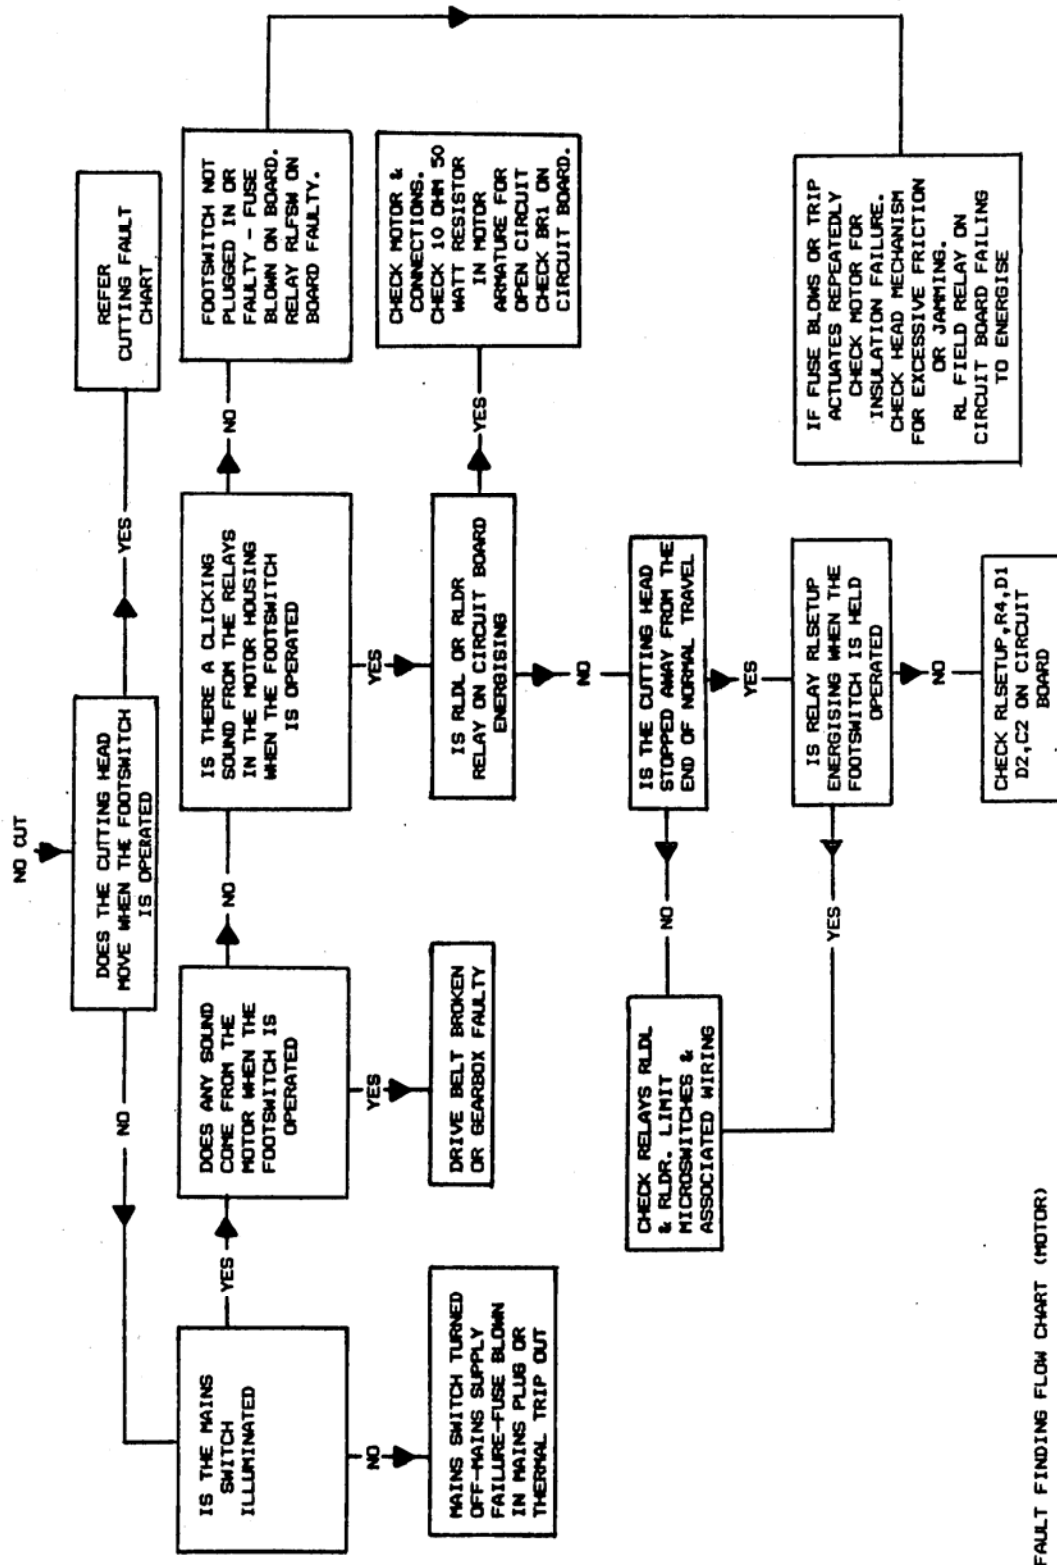 NO CUT
DOES THE CUTTING HEAD
MOVE WHEN THE FOOTSWITCH
IS OPERATED
YES
REFER
CUTTING FAULT
CHART
NO
IS THE MAINS
SWITCH
ILLUMINATED
YES
DOES ANY SOUND
COME FROM THE
MOTOR WHEN THE
FOOTSWITCH IS
OPERATED
NO
IS THERE A CLICKING
SOUND FROM THE RELAYS
IN THE MOTOR HOUSING
WHEN THE FOOTSWITCH
IS OPERATED
NO
FOOTSWITCH NOT
PLUGGED IN OR
FAULTY - FUSE
BLOWN ON BOARD.
RELAY RLFSW ON
BOARD FAULTY.
NO
MAINS SWITCH TURNED
OFF-MAINS SUPPLY
FAILURE-FUSE BLOWN
IN MAINS PLUG OR
THERMAL TRIP OUT
YES
DRIVE BELT BROKEN
OR GEARBOX FAULTY
YES
IS RLDL OR RLDR
RELAY ON CIRCUIT BOARD
ENERGISING
YES
CHECK MOTOR &
CONNECTIONS.
CHECK 10 OHM 50
WATT RESISTOR
IN MOTOR
ARMATURE FOR
OPEN CIRCUIT
CHECK BR1 ON
CIRCUIT BOARD.
NO
IS THE CUTTING HEAD
STOPPED AWAY FROM THE
END OF NORMAL TRAVEL
NO
CHECK RELAYS RLDL
& RLDR. LIMIT
MICROSWITCHES &
ASSOCIATED WIRING
YES
IS RELAY RLSETUP
ENERGISING WHEN THE
FOOTSWITCH IS HELD
OPERATED
YES
NO
CHECK RLSETUP,R4,D1
D2,C2 ON CIRCUIT
BOARD
IF FUSE BLOWS OR TRIP
ACTUATES REPEATEDLY
CHECK MOTOR FOR
INSULATION FAILURE.
CHECK HEAD MECHANISM
FOR EXCESSIVE FRICTION
OR JAMMING.
RL FIELD RELAY ON
CIRCUIT BOARD FAILING
TO ENERGISE
FAULT FINDING FLOW CHART (MOTOR)